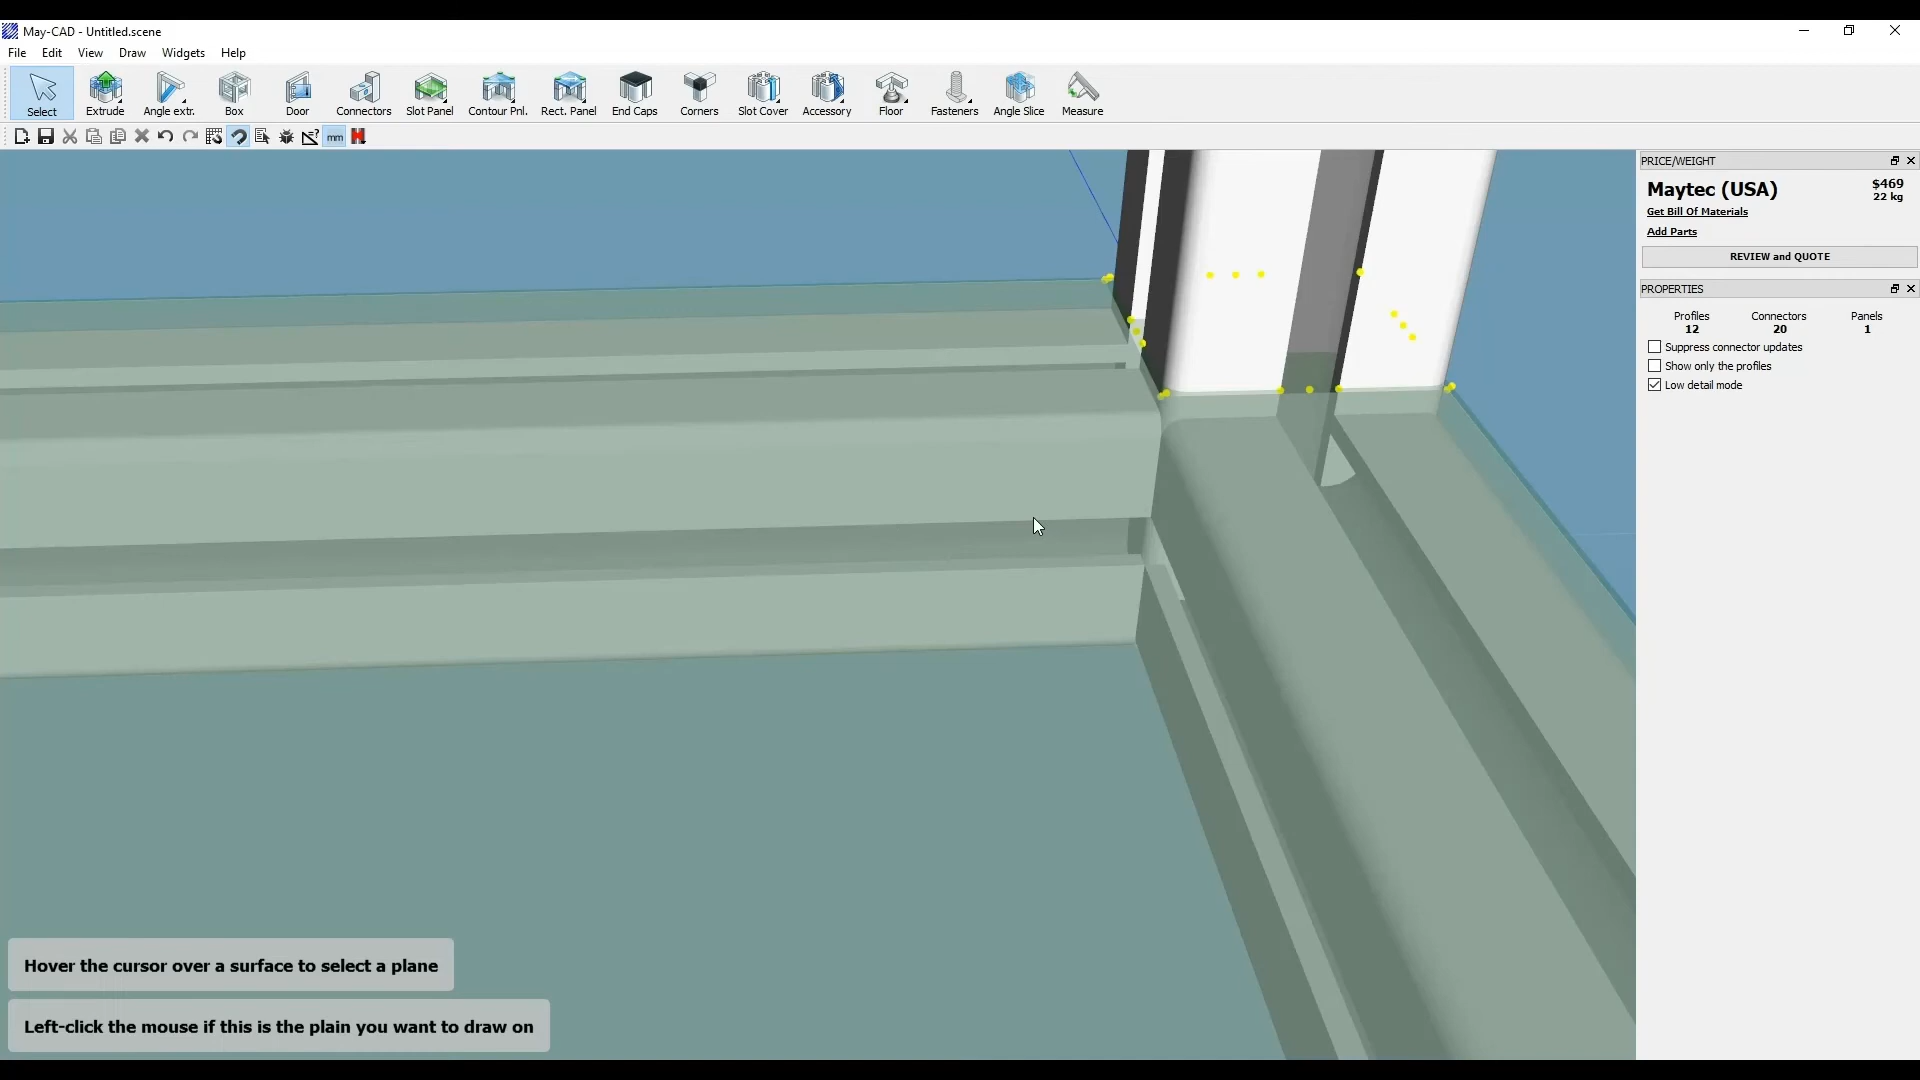 May-CAD - Untitled.scene
File Edit View Draw Widgets Help
Select Extrude Angle extr. Box Door Connectors Slot Panel Contour Pnl. Rect. Panel End Caps Corners Slot Cover Accessory Floor Fasteners Angle Slice Measure
mm
PRICE/WEIGHT
Maytec (USA) $469
22 kg
Get Bill Of Materials
Add Parts
REVIEW and QUOTE
PROPERTIES
Profiles Connectors Panels
12 20 1
Suppress connector updates
Show only the profiles
Low detail mode
Hover the cursor over a surface to select a plane
Left-click the mouse if this is the plain you want to draw on